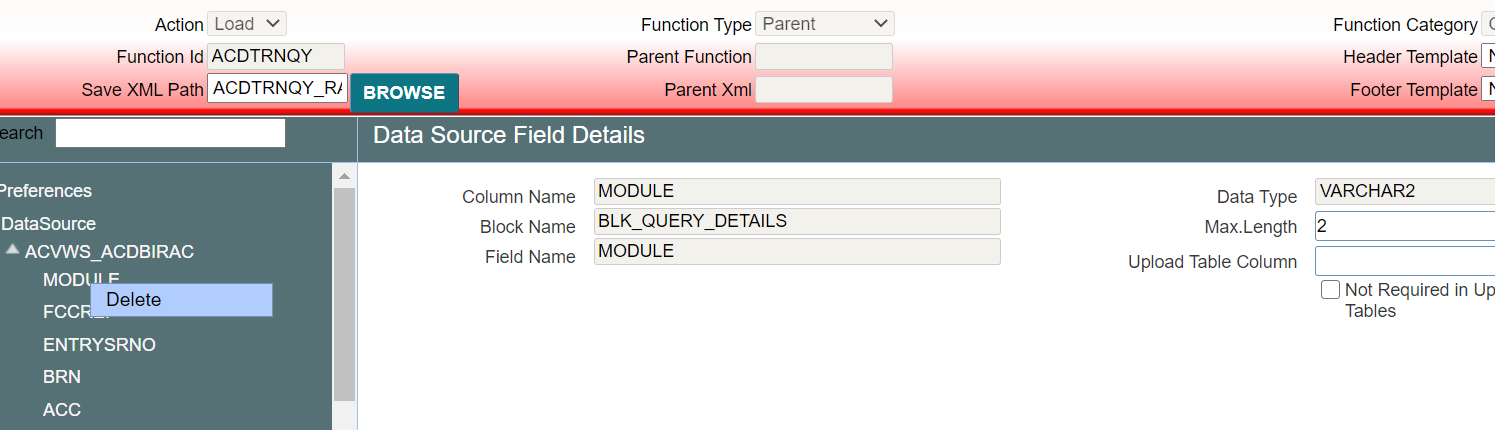 Action Load Function Type Parent Function Category
Function Id ACDTRNQY Parent Function Header Template
Save XML Path ACDTRNQY_RA BROWSE Parent Xml Footer Template
earch Data Source Field Details
Preferences
DataSource
ACVWS_ACDBIRAC
MODULE
Delete
ENTRYSRNO
BRN
ACC
Column Name MODULE Data Type VARCHAR2
Block Name BLK_QUERY_DETAILS Max.Length 2
Field Name MODULE Upload Table Column
Not Required in Up
Tables